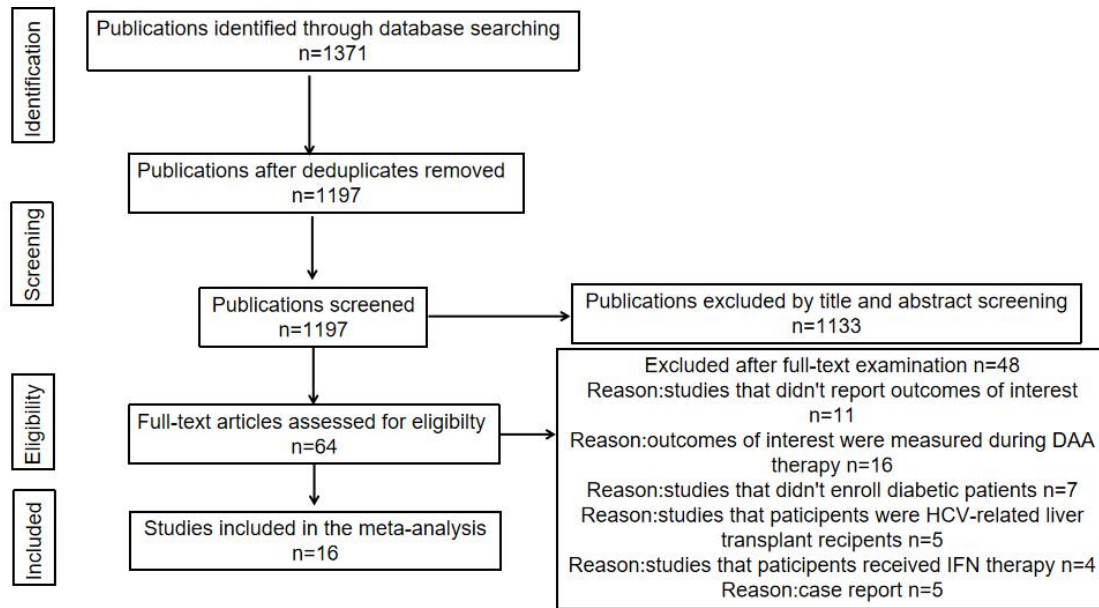 Identification
Publications identified through database searching
n=1371
Publications after deduplicates removed
n=1197
Screening
Publications screened
n=1197
Publications excluded by title and abstract screening
n=1133
Eligibility
Full-text articles assessed for eligibilty
n=64
Excluded after full-text examination n=48
Reason:studies that didn't report outcomes of interest
n=11
Reason:outcomes of interest were measured during DAA
therapy n=16
Reason:studies that didn't enroll diabetic patients n=7
Reason:studies that paticipents were HCV-related liver
transplant recipents n=5
Reason:studies that paticipents received IFN therapy n=4
Reason:case report n=5
Included
Studies included in the meta-analysis
n=16